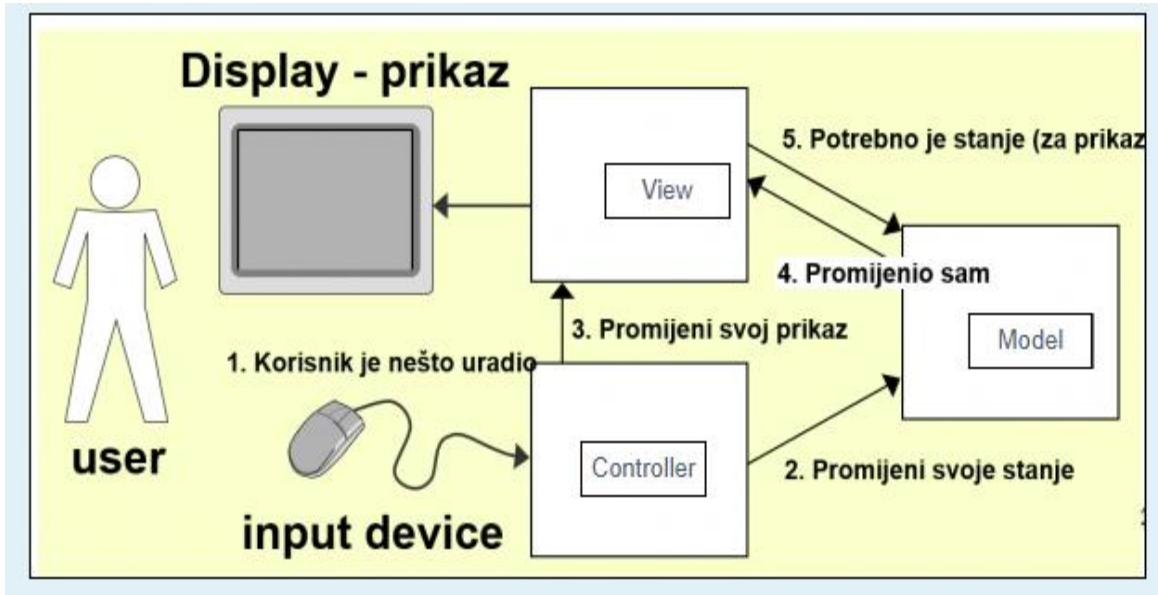 Display - prikaz
5. Potrebno je stanje (za prikaz
View
4. Promijenio sam
3. Promijeni svoj prikaz
Model
1. Korisnik je nešto uradio
user
Controller
2. Promijeni svoje stanje
input device